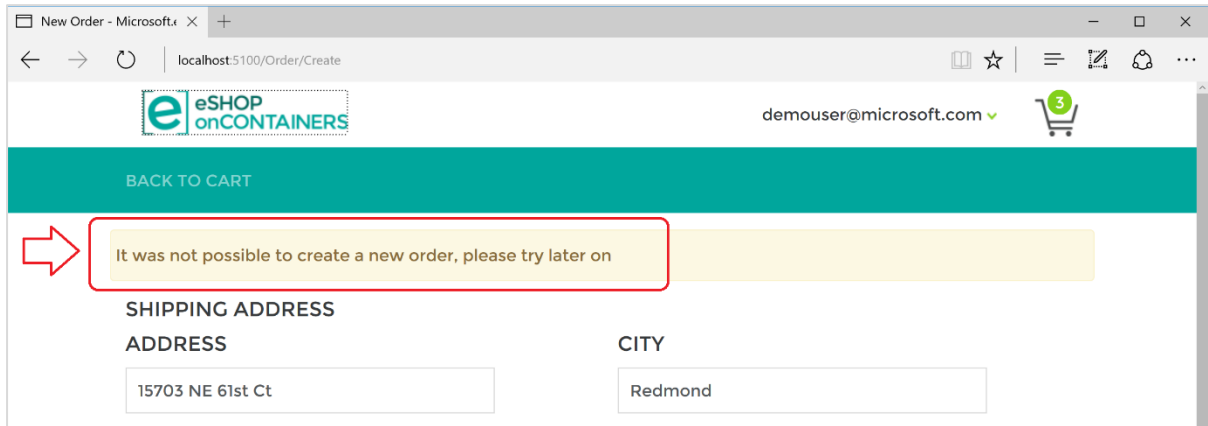 New Order - Microsoft.e
localhost:5100/Order/Create
eSHOP
onCONTAINERS
demouser@microsoft.com
3
BACK TO CART
It was not possible to create a new order, please try later on
SHIPPING ADDRESS
ADDRESS
CITY
15703 NE 61st Ct
Redmond